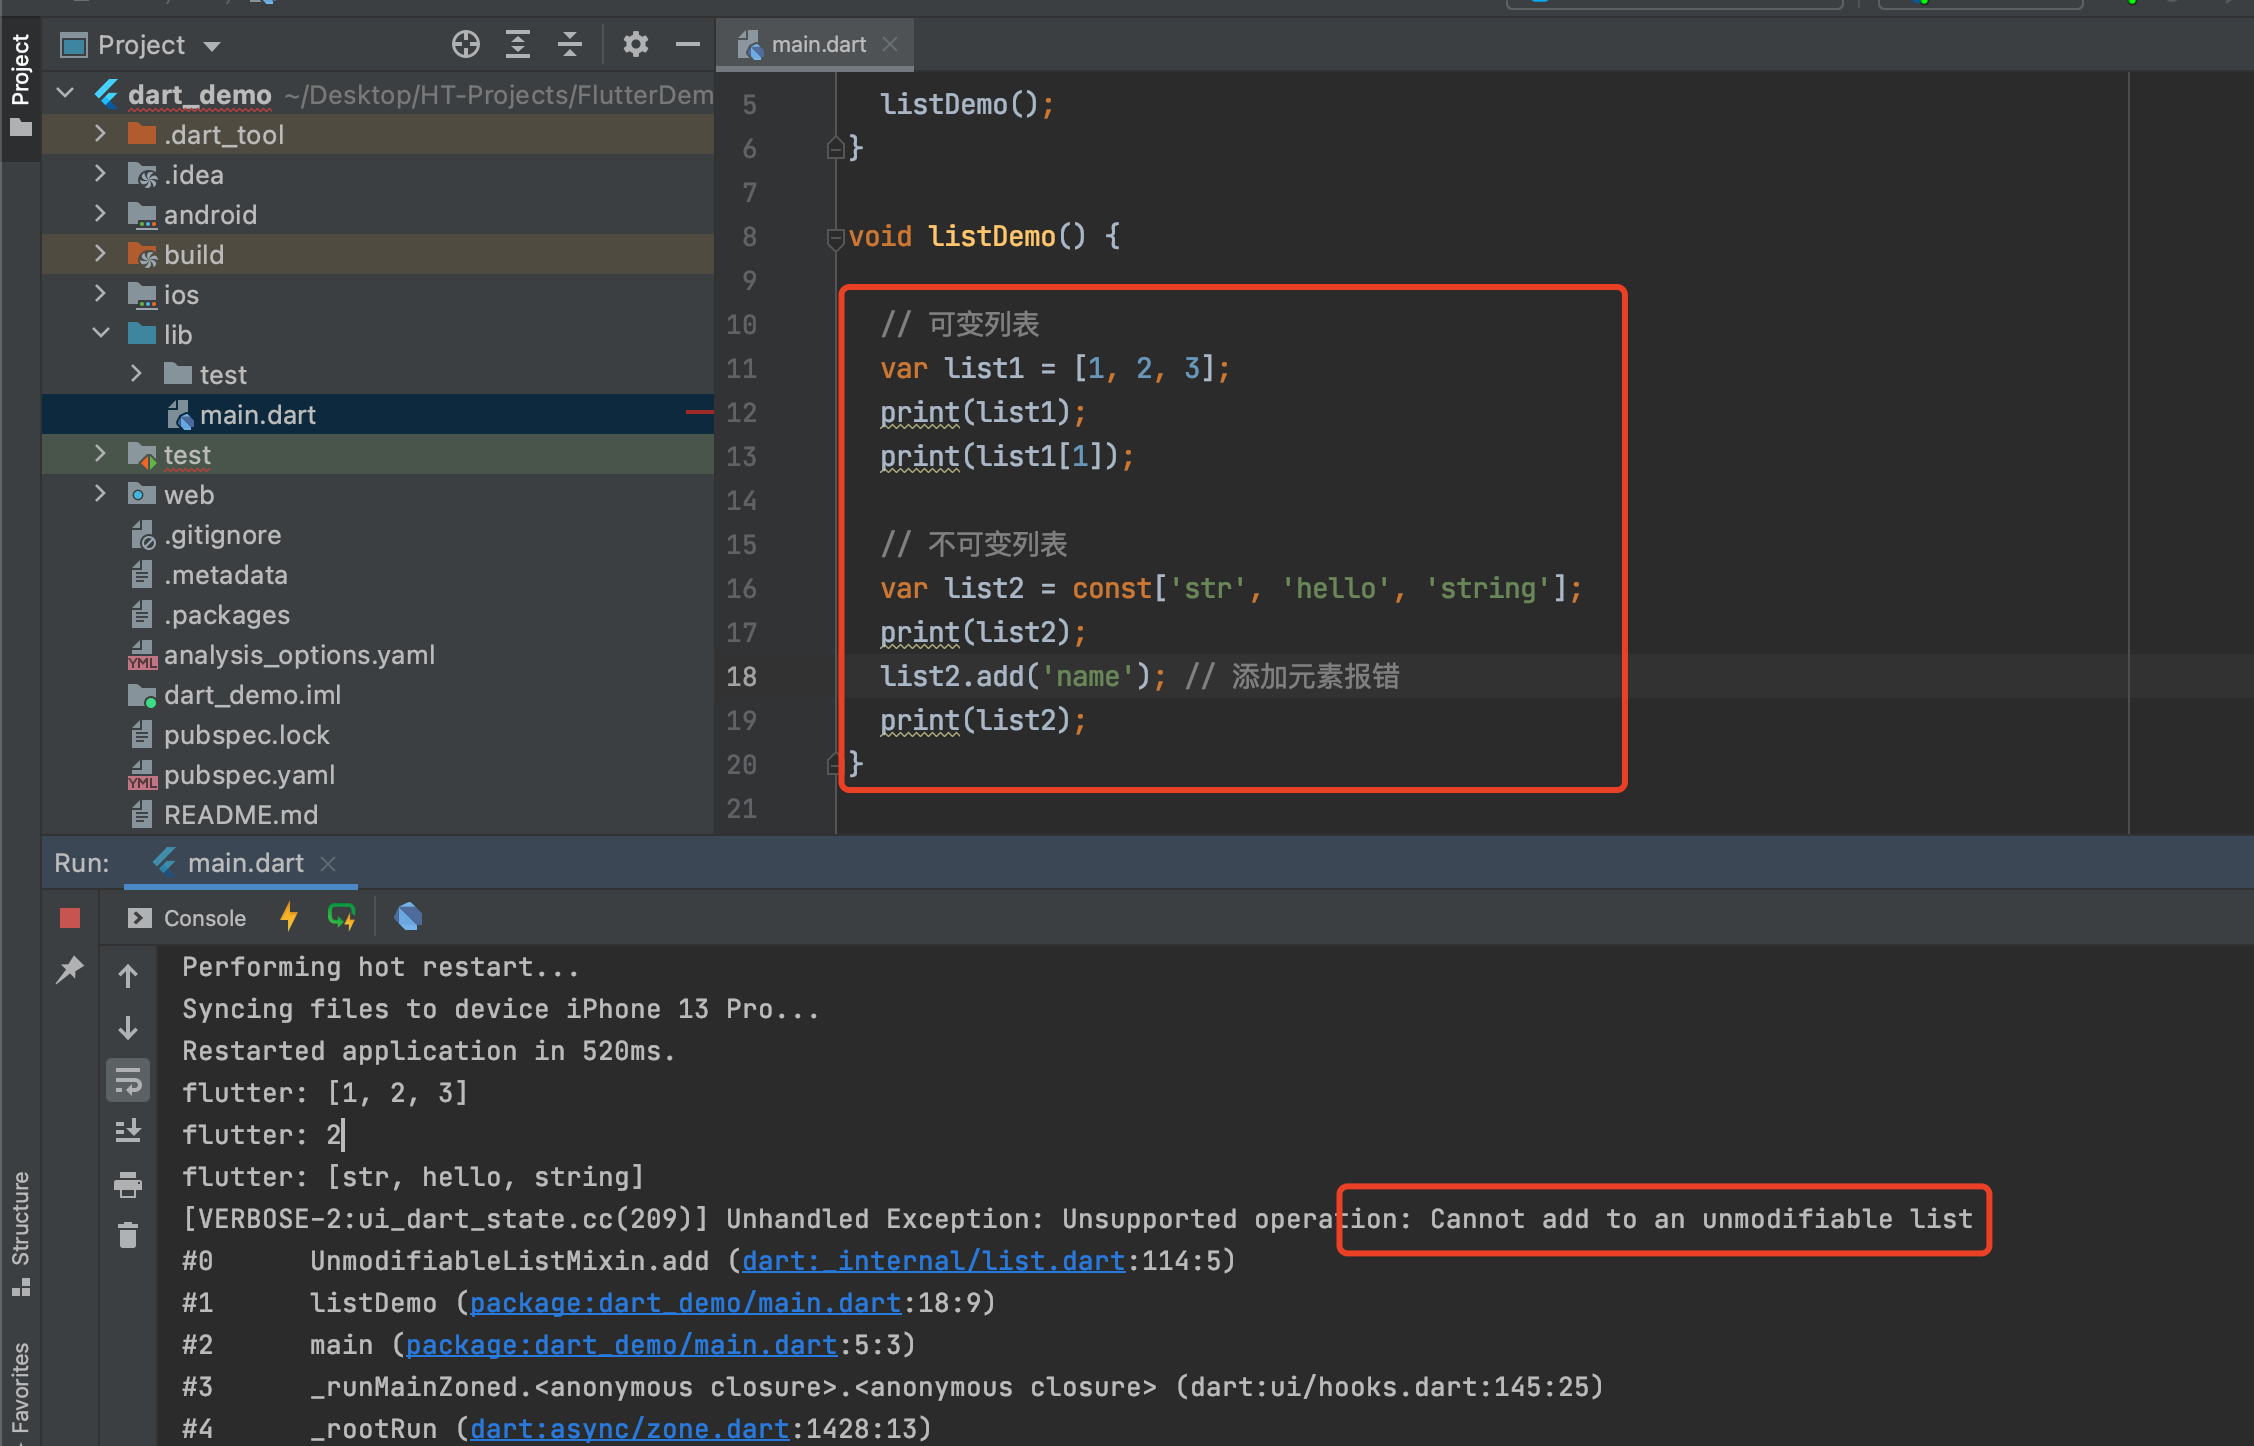 Project
Project
main.dart
dart_demo ~/Desktop/HT-Projects/FlutterDem
.dart_tool
.idea
android
build
ios
lib
test
main.dart
test
web
.gitignore
.metadata
.packages
analysis_options.yaml
dart_demo.iml
pubspec.lock
pubspec.yaml
README.md
5 listDemo();
6 }
7
8 void listDemo() {
9
10 // 可变列表
11 var list1 = [1, 2, 3];
12 print(list1);
13 print(list1[1]);
14
15 // 不可变列表
16 var list2 = const['str', 'hello', 'string'];
17 print(list2);
18 list2.add('name'); // 添加元素报错
19 print(list2);
20 }
21
Run: main.dart
Console
Performing hot restart...
Syncing files to device iPhone 13 Pro...
Restarted application in 520ms.
flutter: [1, 2, 3]
flutter: 2
flutter: [str, hello, string]
[VERBOSE-2:ui_dart_state.cc(209)] Unhandled Exception: Unsupported operation: Cannot add to an unmodifiable list
#0 UnmodifiableListMixin.add (dart:_internal/list.dart:114:5)
#1 listDemo (package:dart_demo/main.dart:18:9)
#2 main (package:dart_demo/main.dart:5:3)
#3 _runMainZoned.<anonymous closure>.<anonymous closure> (dart:ui/hooks.dart:145:25)
#4 _rootRun (dart:async/zone.dart:1428:13)
Structure
Favorites
YML
YML